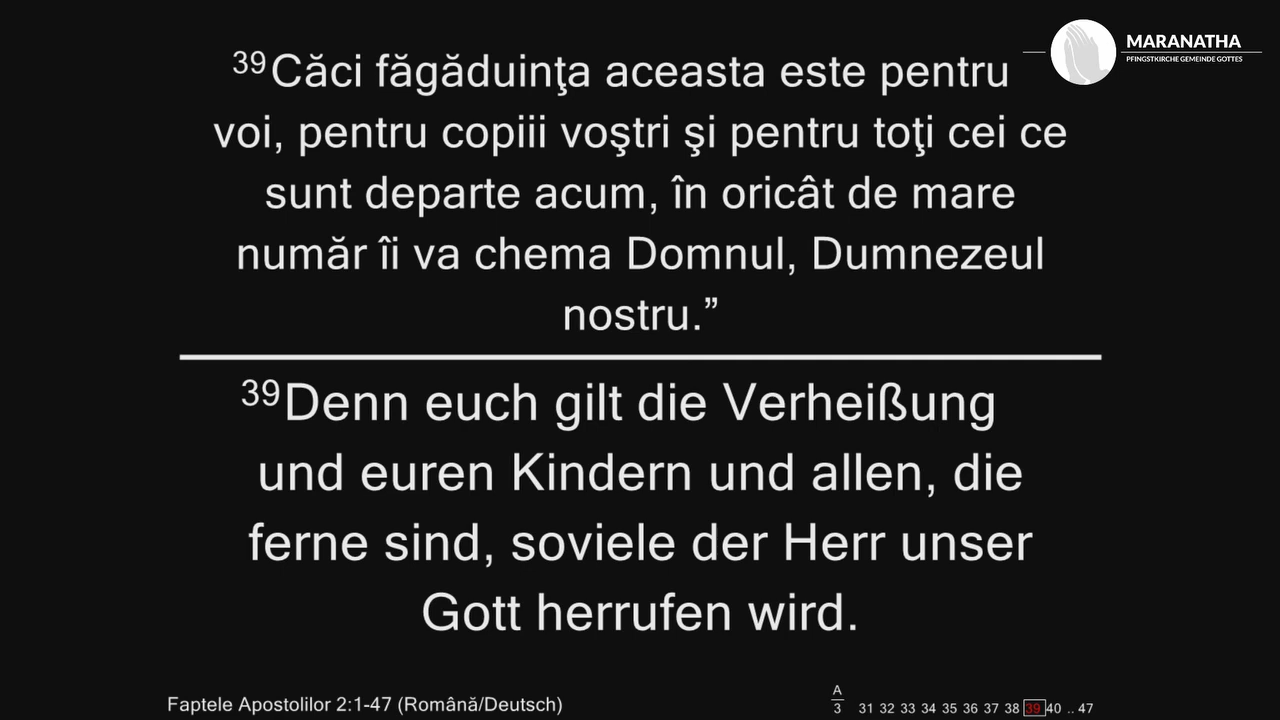 MARANATHA
PFINGSTKIRCHE GEMEINDE GOTTES
39Căci făgăduinţa aceasta este pentru
voi, pentru copiii voştri şi pentru toţi cei ce
sunt departe acum, în oricât de mare
număr îi va chema Domnul, Dumnezeul
nostru.”
39Denn euch gilt die Verheißung
und euren Kindern und allen, die
ferne sind, soviele der Herr unser
Gott herrufen wird.
Faptele Apostolilor 2:1-47 (Română/Deutsch)
A
3 31 32 33 34 35 36 37 38 39 40 .. 47